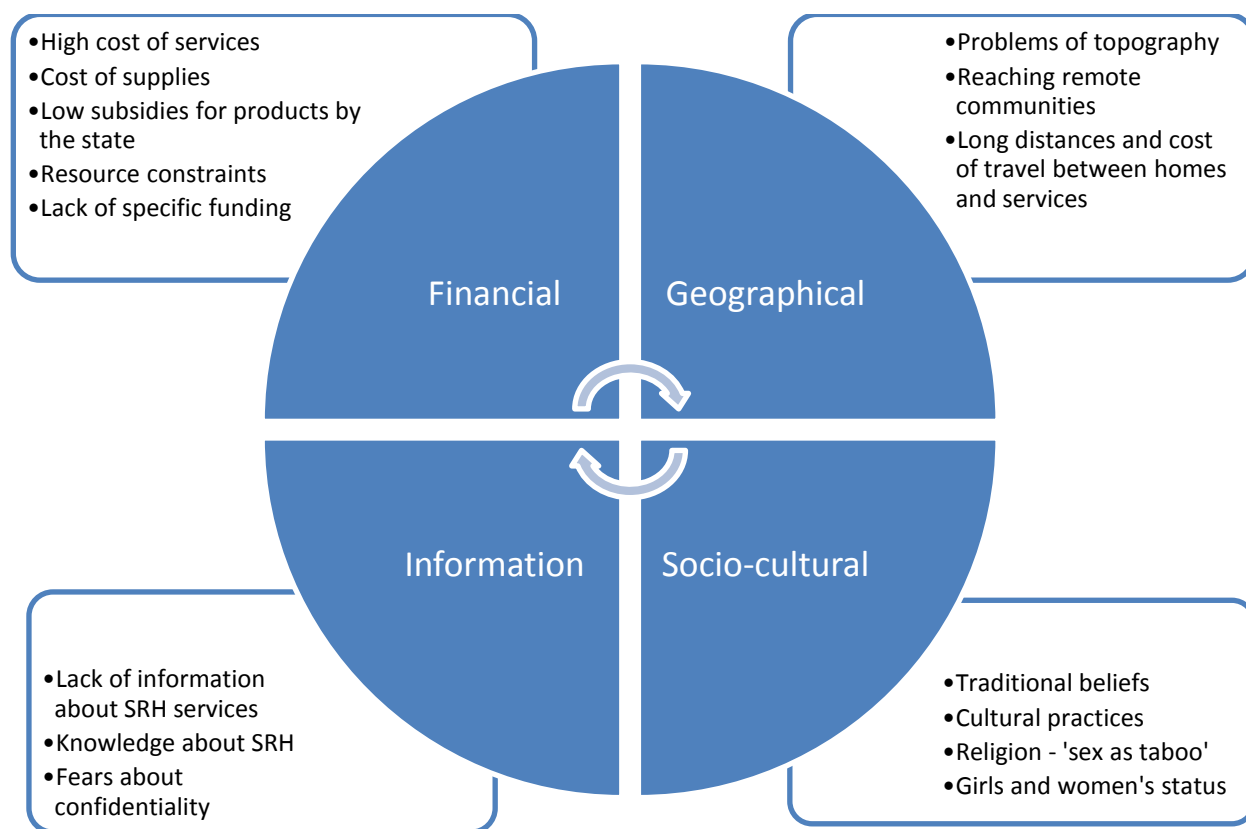 •High cost of services
•Cost of supplies
•Low subsidies for products by
the state
•Resource constraints
•Lack of specific funding
•Problems of topography
•Reaching remote
communities
•Long distances and cost
of travel between homes
and services
Financial
Geographical
Information
Socio-cultural
•Lack of information
about SRH services
•Knowledge about SRH
•Fears about
confidentiality
•Traditional beliefs
•Cultural practices
•Religion - 'sex as taboo'
•Girls and women's status